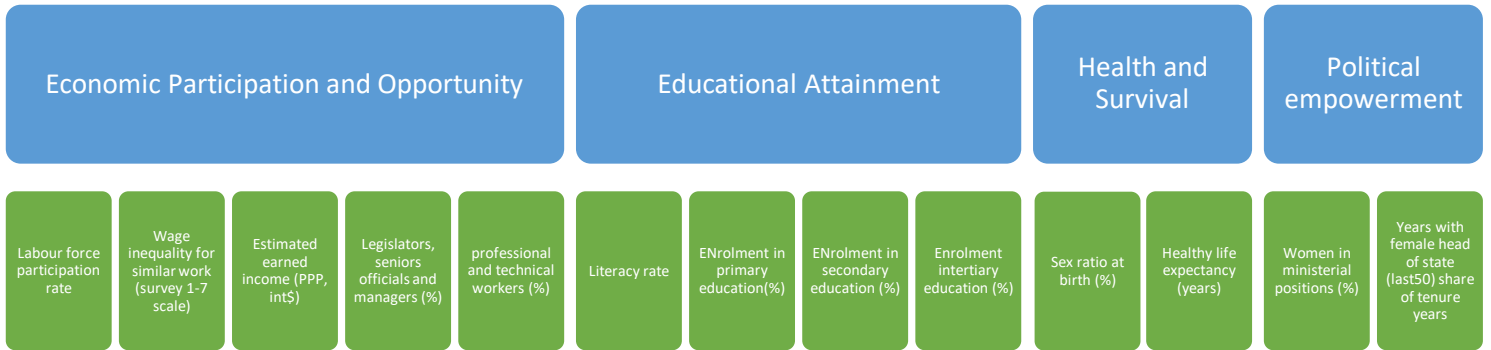 Economic Participation and Opportunity
Educational Attainment
Health and
Survival
Political
empowerment
Labour force
participation
rate
Wage
inequality for
similar work
(survey 1-7
scale)
Estimated
earned
income (PPP,
int$)
Legislators,
seniors
officials and
managers (%)
professional
and technical
workers (%)
Literacy rate
ENrolment in
primary
education(%)
ENrolment in
secondary
education (%)
Enrolment
intertiary
education (%)
Sex ratio at
birth (%)
Healthy life
expectancy
(years)
Women in
ministerial
positions (%)
Years with
female head
of state
(last50) share
of tenure
years